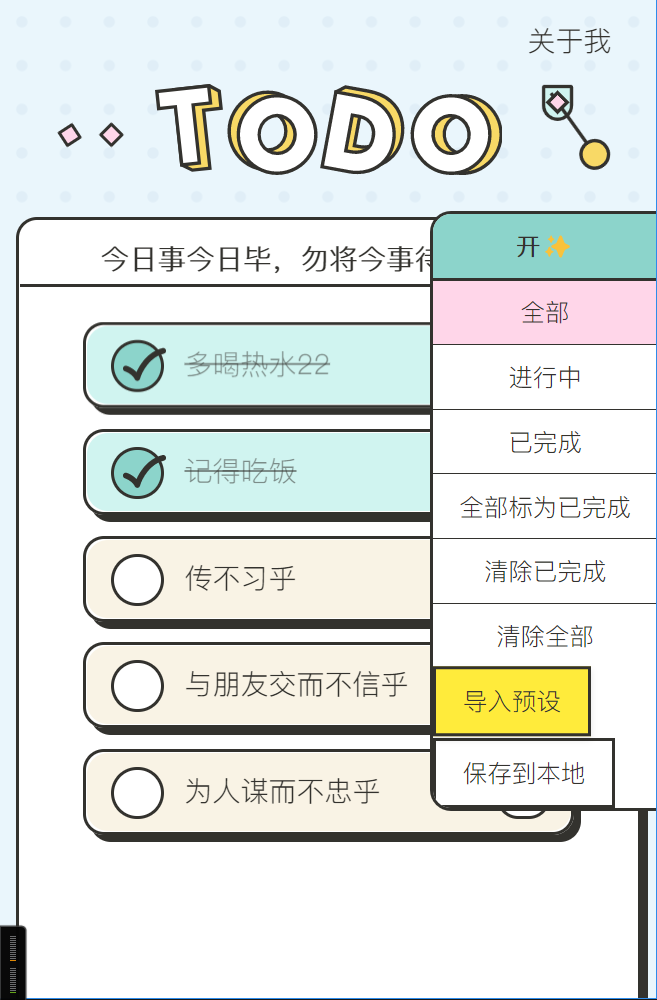 关于我
TODO
今日事今日毕，勿将今事待
开✨
全部
进行中
已完成
全部标为已完成
清除已完成
清除全部
导入预设
保存到本地
多喝热水22
记得吃饭
传不习乎
与朋友交而不信乎
为人谋而不忠乎